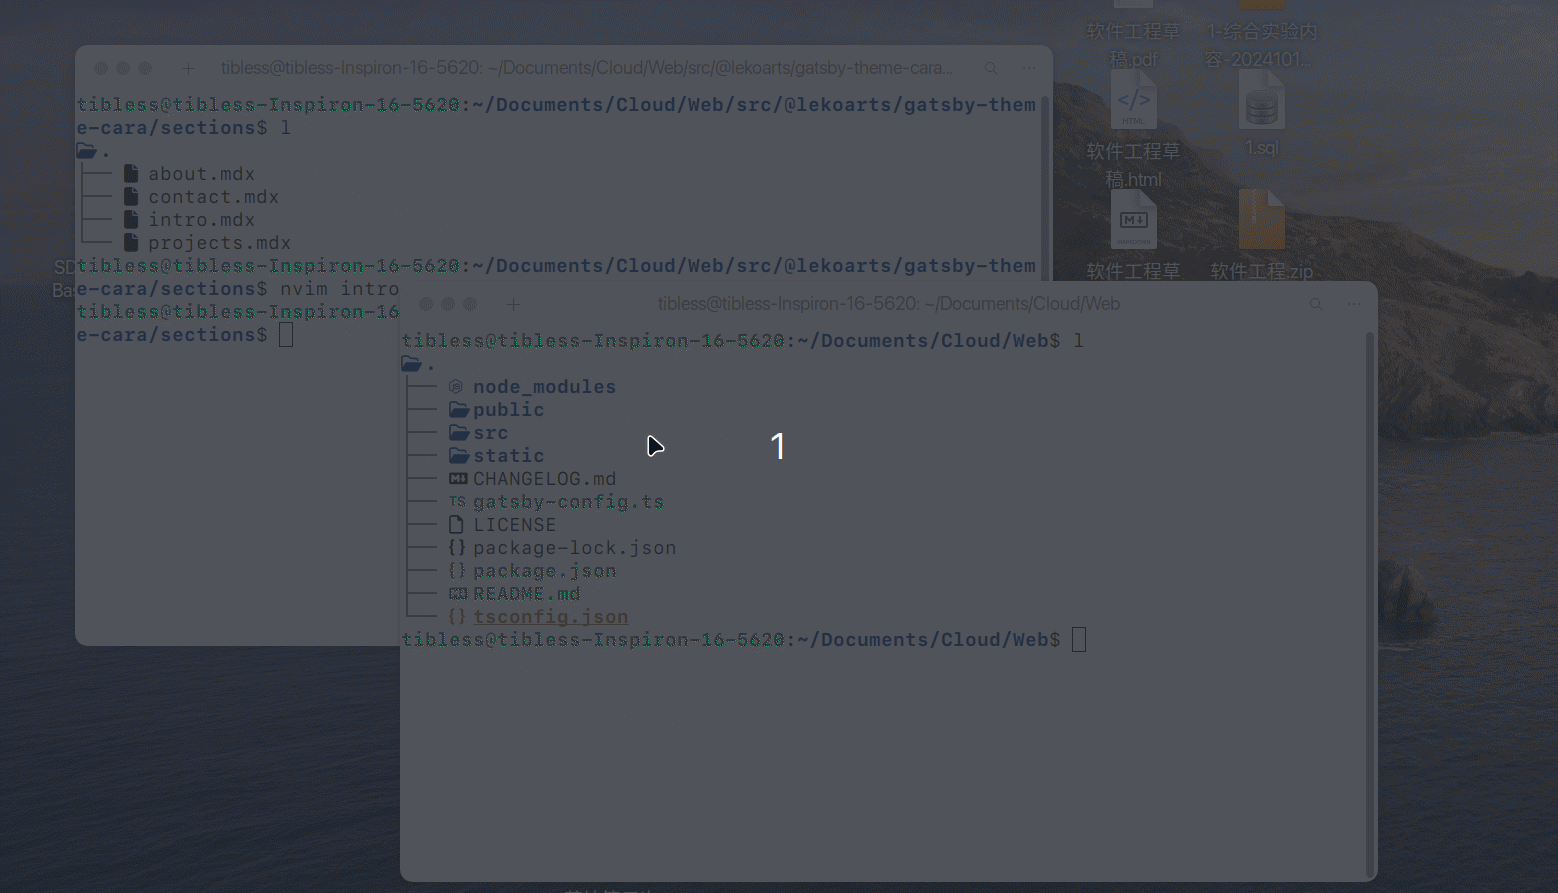 软件工程草
稿.pdf
1-综合实验内
容-2024101...
HTML
软件工程草
稿.html
1.sql
MARKDOWN
软件工程草
软件工程.zip
SD
Ba
tibless@tibless-Inspiron-16-5620: ~/Documents/Cloud/Web/src/@lekoarts/gatsby-theme-cara...
tibless@tibless-Inspiron-16-5620:~/Documents/Cloud/Web/src/@lekoarts/gatsby-them
e-cara/sections$ l
.
about.mdx
contact.mdx
intro.mdx
projects.mdx
tibless@tibless-Inspiron-16-5620:~/Documents/Cloud/Web/src/@lekoarts/gatsby-them
e-cara/sections$ nvim intro
tibless@tibless-Inspiron-16
e-cara/sections$
tibless@tibless-Inspiron-16-5620: ~/Documents/Cloud/Web
tibless@tibless-Inspiron-16-5620:~/Documents/Cloud/Web$ l
.
node_modules
public
src
static
CHANGELOG.md
TS gatsby-config.ts
LICENSE
{} package-lock.json
{} package.json
README.md
{} tsconfig.json
tibless@tibless-Inspiron-16-5620:~/Documents/Cloud/Web$
1